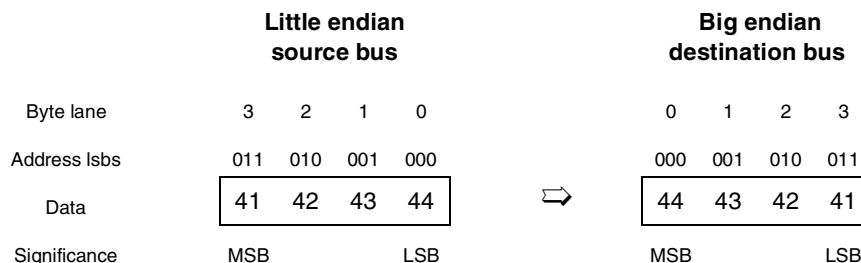 Little endian Big endian
source bus destination bus
Byte lane 3 2 1 0 0 1 2 3
Address lsbs 011 010 001 000 000 001 010 011
Data 41 42 43 44 ⇨ 44 43 42 41
Significance MSB LSB MSB LSB